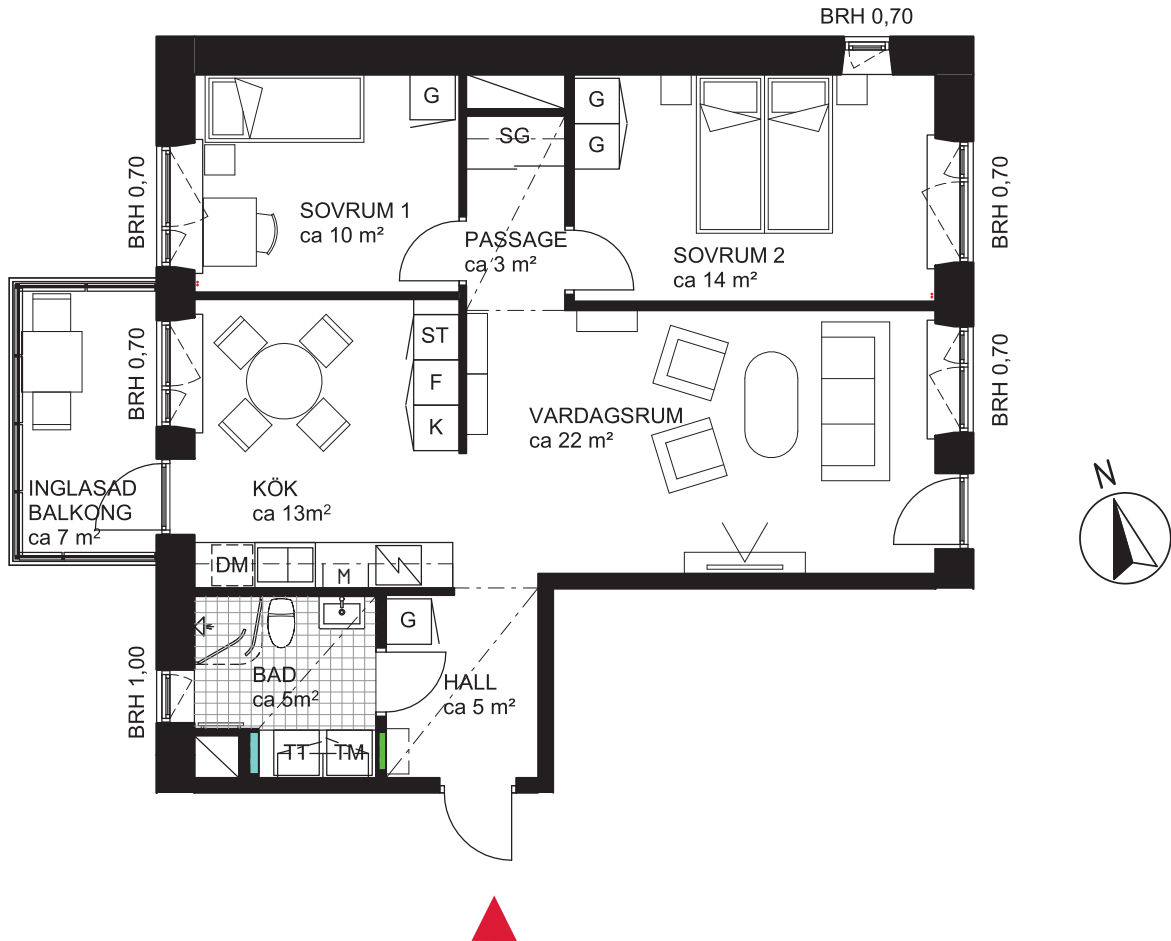 BRH 0,70
G
SG
G
G
BRH 0,70
BRH 0,70
SOVRUM 1
ca 10 m²
PASSAGE
ca 3 m²
SOVRUM 2
ca 14 m²
BRH 0,70
ST
F
K
BRH 0,70
VARDAGSRUM
ca 22 m²
INGLASAD
BALKONG
ca 7 m²
KÖK
ca 13m²
N
DM
M
G
BAD
ca 5m²
HALL
ca 5 m²
BRH 1,00
TT
TM